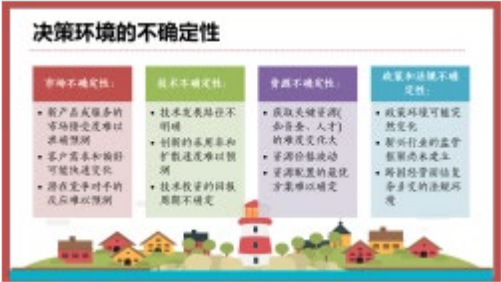 决策环境的不确定性
市场不确定性：
• 新产品或服务的
市场接受度难以
准确预测
• 客户需求和偏好
可能快速变化
• 潜在竞争对手的
反应难以预测
技术不确定性：
• 技术发展路径不
明确
• 创新的采用率和
扩散速度难以预
测
• 技术投资的回报
周期不确定
资源不确定性：
• 获取关键资源(
如资金、人才)
的难度变化大
• 资源价格波动
• 资源配置的最优
方案难以确定
政策和法规不确
定性：
• 政策环境可能突
然变化
• 新兴行业的监管
框架尚未建立
• 跨国经营面临复
杂多变的法规环
境